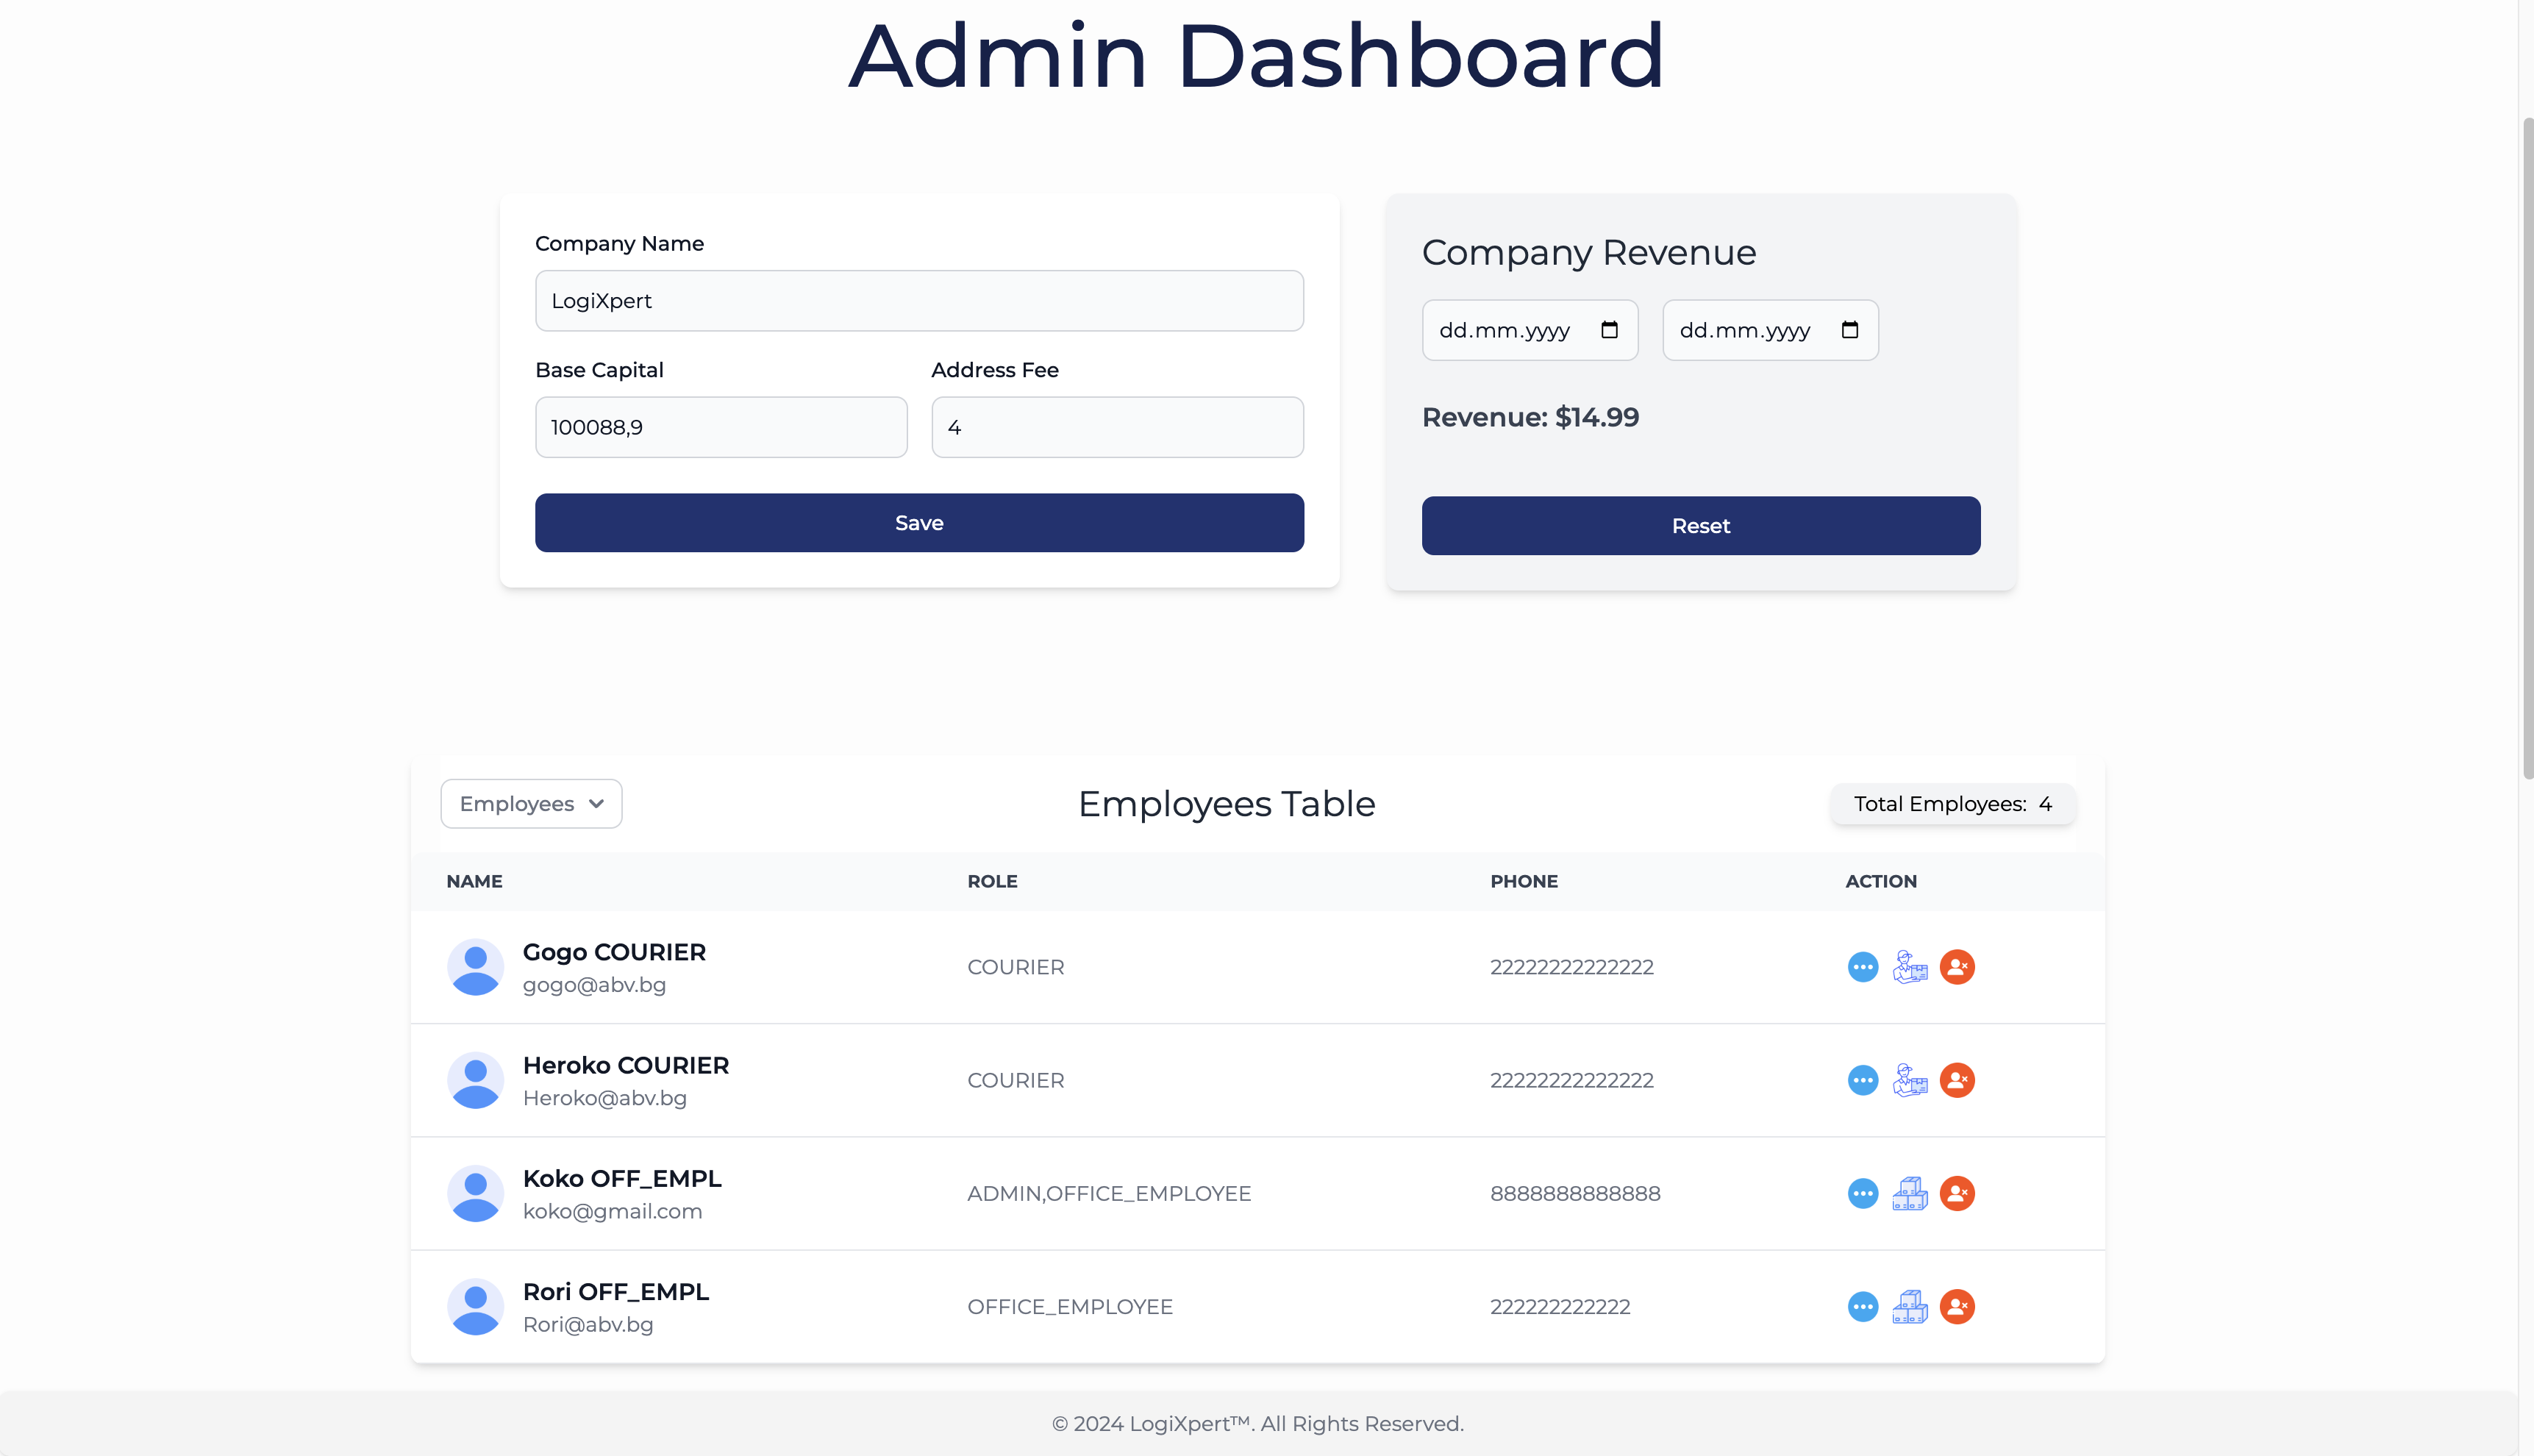 Admin Dashboard
Company Name
LogiXpert
Base Capital
Address Fee
100088,9
4
Save
Company Revenue
dd.mm.yyyy
dd.mm.yyyy
Revenue: $14.99
Reset
Employees
Employees Table
Total Employees: 4
NAME ROLE PHONE ACTION
Gogo COURIER
gogo@abv.bg
COURIER
22222222222222
Heroko COURIER
Heroko@abv.bg
COURIER
22222222222222
Koko OFF_EMPL
koko@gmail.com
ADMIN,OFFICE_EMPLOYEE
8888888888888
Rori OFF_EMPL
Rori@abv.bg
OFFICE_EMPLOYEE
222222222222
© 2024 LogiXpert™. All Rights Reserved.